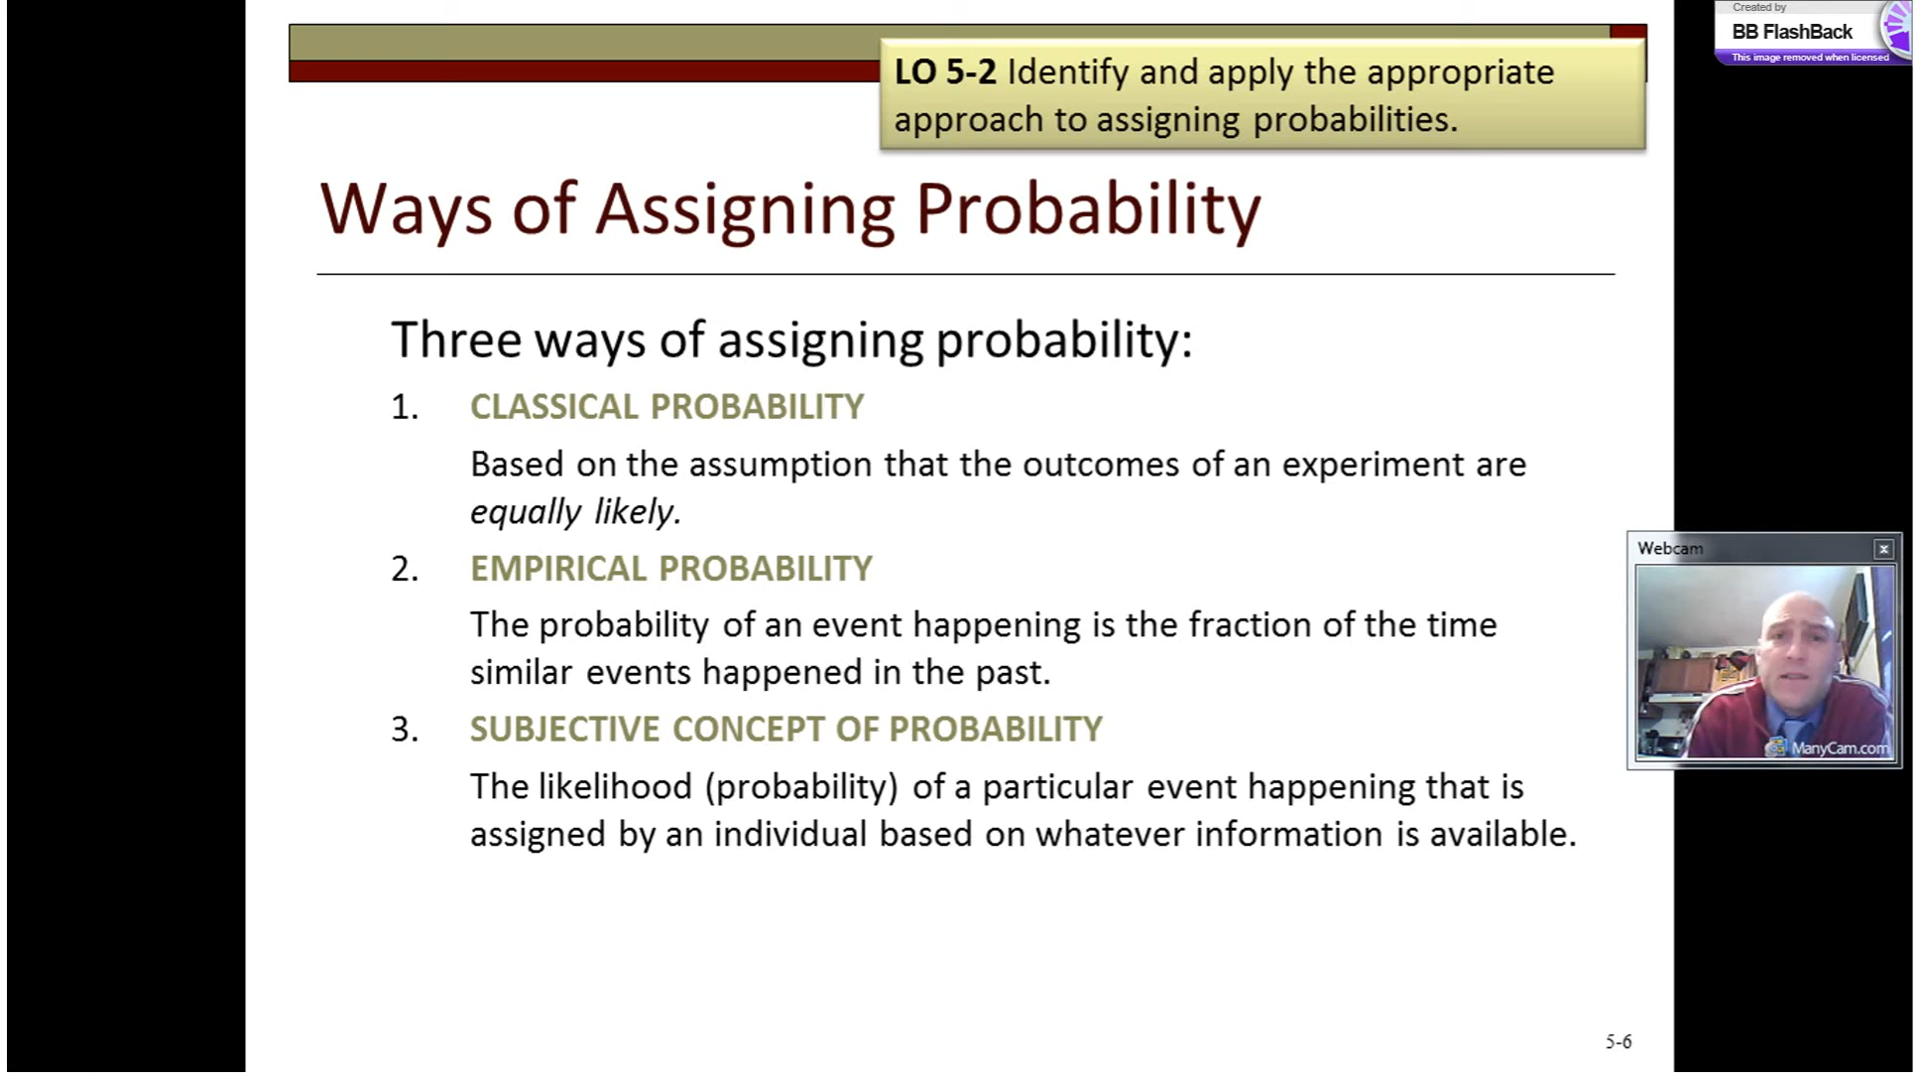 Created by
BB FlashBack
This image removed when licensed
LO 5-2 Identify and apply the appropriate
approach to assigning probabilities.
Ways of Assigning Probability
Three ways of assigning probability:
1. CLASSICAL PROBABILITY
Based on the assumption that the outcomes of an experiment are
equally likely.
2. EMPIRICAL PROBABILITY
The probability of an event happening is the fraction of the time
similar events happened in the past.
3. SUBJECTIVE CONCEPT OF PROBABILITY
The likelihood (probability) of a particular event happening that is
assigned by an individual based on whatever information is available.
Webcam
ManyCam.com
5-6